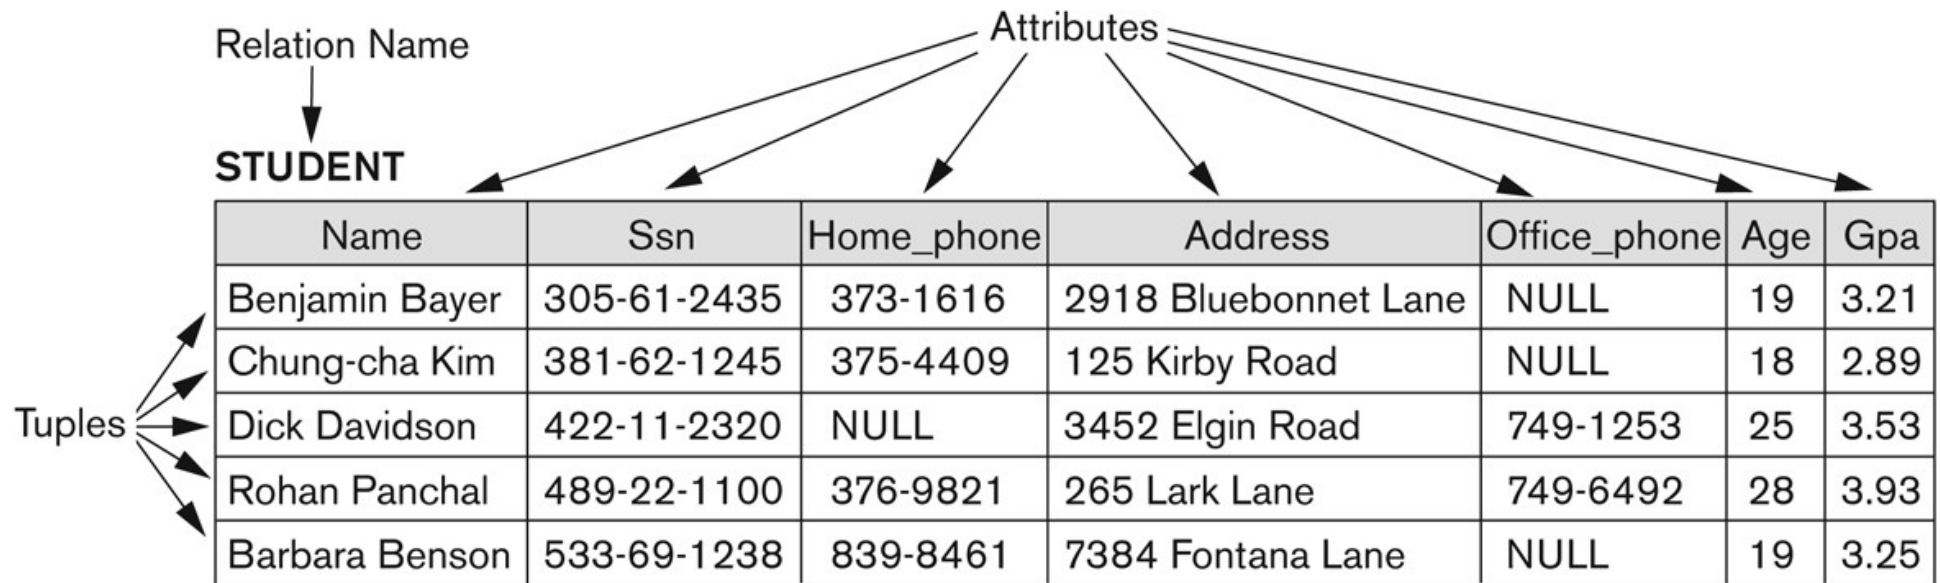 Attributes
Relation Name
STUDENT
Name Ssn Home_phone Address Office_phone Age Gpa
Benjamin Bayer 305-61-2435 373-1616 2918 Bluebonnet Lane NULL 19 3.21
Chung-cha Kim 381-62-1245 375-4409 125 Kirby Road NULL 18 2.89
Tuples Dick Davidson 422-11-2320 NULL 3452 Elgin Road 749-1253 25 3.53
Rohan Panchal 489-22-1100 376-9821 265 Lark Lane 749-6492 28 3.93
Barbara Benson 533-69-1238 839-8461 7384 Fontana Lane NULL 19 3.25